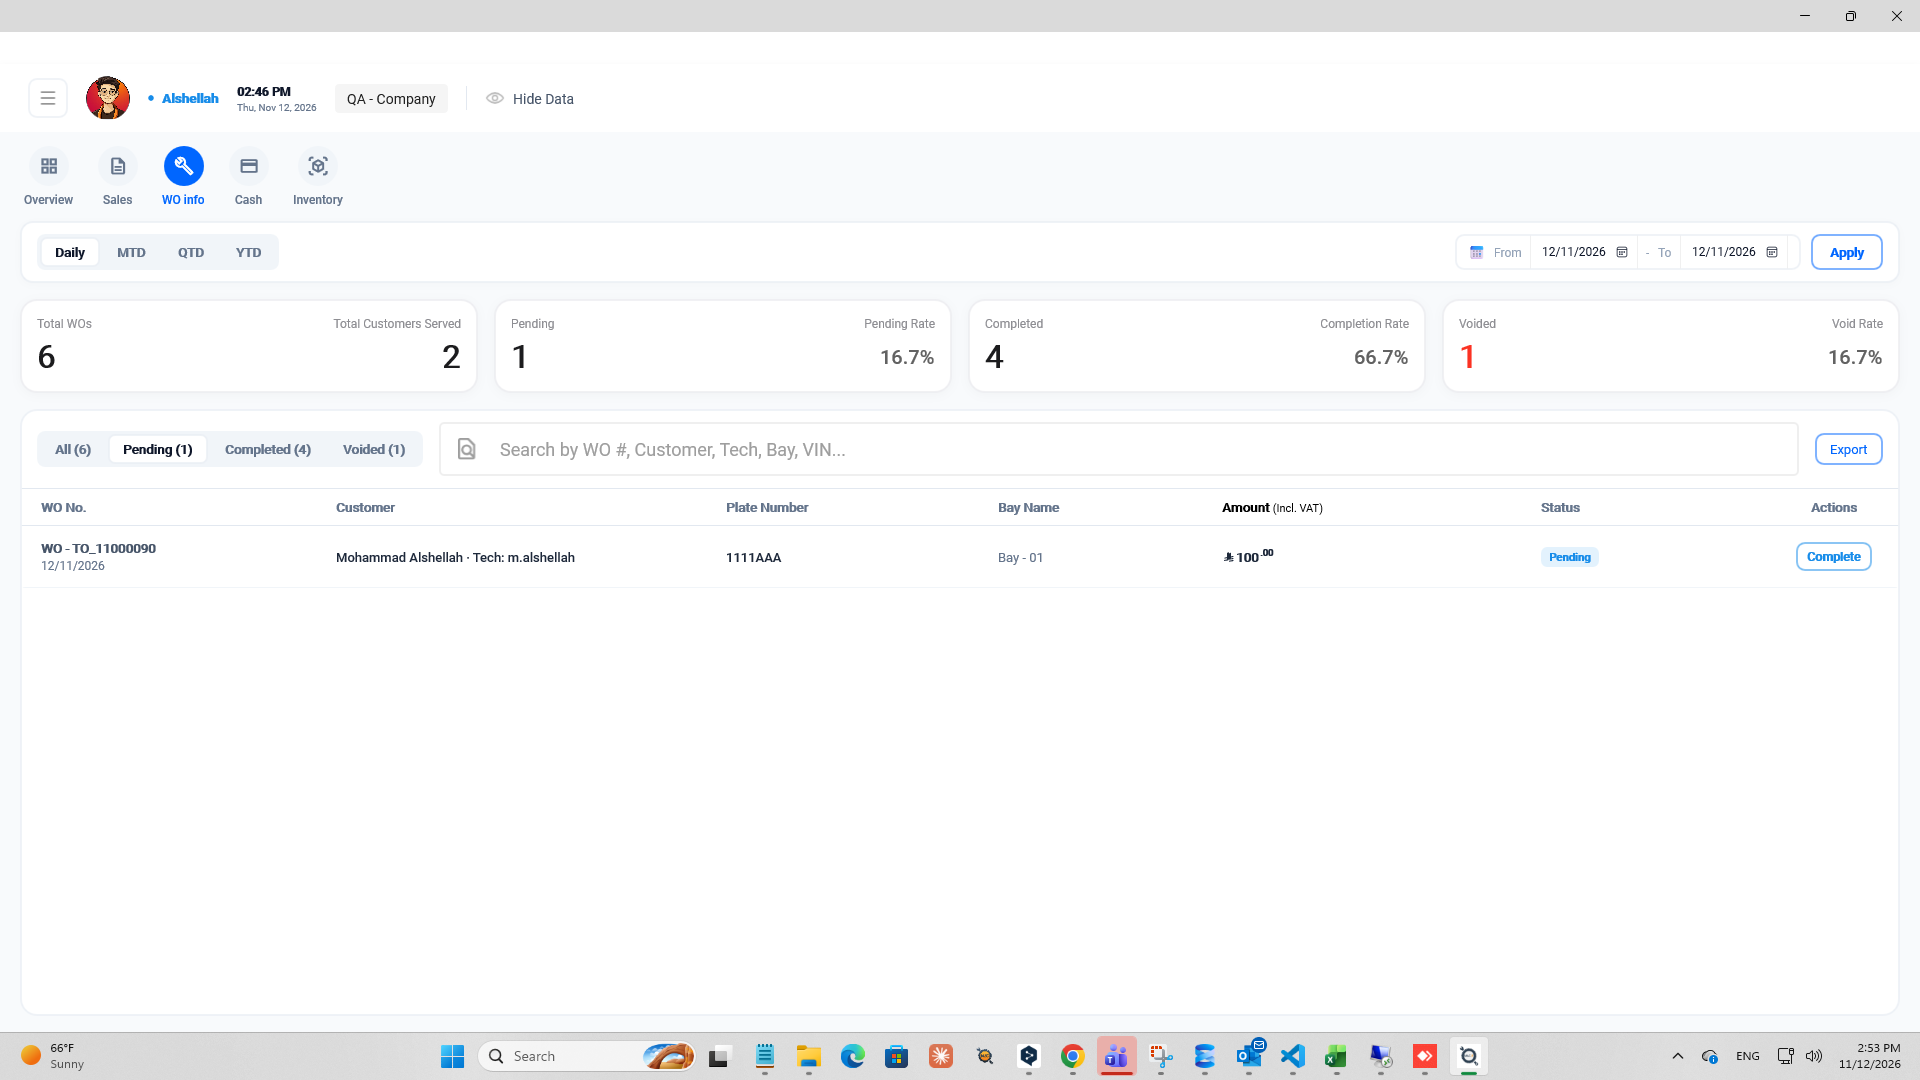 Alshellah
02:46 PM
Thu, Nov 12, 2026
QA - Company
Hide Data
Overview
Sales
WO info
Cash
Inventory
Daily
MTD
QTD
YTD
From
12/11/2026
- To
12/11/2026
Apply
Total WOs
Total Customers Served
6
2
Pending
Pending Rate
1
16.7%
Completed
Completion Rate
4
66.7%
Voided
Void Rate
1
16.7%
All (6)
Pending (1)
Completed (4)
Voided (1)
Search by WO #, Customer, Tech, Bay, VIN...
Export
WO No.
Customer
Plate Number
Bay Name
Amount (Incl. VAT)
Status
Actions
WO - TO_11000090
12/11/2026
Mohammad Alshellah · Tech: m.alshellah
1111AAA
Bay - 01
100.00
Pending
Complete
66°F
Sunny
Search
ENG
2:53 PM
11/12/2026